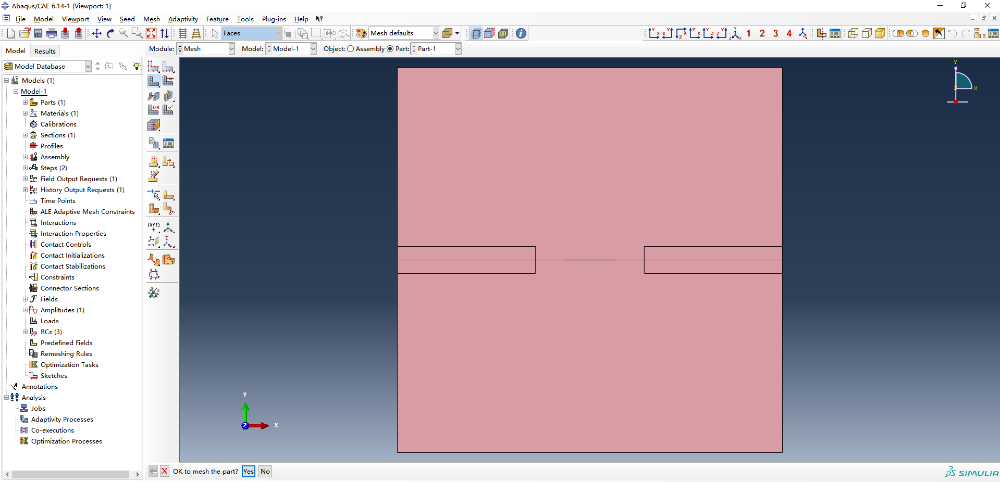 Abaqus/CAE 6.14-1 [Viewport: 1]
File Model Viewport View Seed Mesh Adaptivity Feature Tools Plug-ins Help
Faces Mesh defaults 1 2 3 4
Model Results Module: Mesh Model: Model-1 Object: Assembly Part: Part-1
Model Database
Models (1)
Model-1
Parts (1)
Materials (1)
Calibrations
Sections (1)
Profiles
Assembly
Steps (2)
Field Output Requests (1)
History Output Requests (1)
Time Points
ALE Adaptive Mesh Constraints
Interactions
Interaction Properties
Contact Controls
Contact Initializations
Contact Stabilizations
Constraints
Connector Sections
Fields
Amplitudes (1)
Loads
BCs (3)
Predefined Fields
Remeshing Rules
Optimization Tasks
Sketches
Annotations
Analysis
Jobs
Adaptivity Processes
Co-executions
Optimization Processes
S4R
(XYZ)
Y
X
Y
Z
X
OK to mesh the part? Yes No
SIMULIA